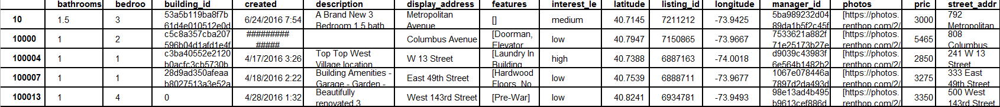 bathrooms bedroo building_id created description display_address features interest_le latitude listing_id longitude manager_id photos pric street_addr
10 1.5 3 53a5b119ba8f7b 61d4e010512e0d 6/24/2016 7:54 A Brand New 3 Bedroom 1.5 bath Metropolitan Avenue [] medium 40.7145 7211212 -73.9425 5ba989232d04 89da1b5f2c45f [https://photos. renthop.com/2/ 3000 792 Metropolitan
10000 1 2 c5c8a357cba207 596b04d1afd1e4f ######### ##### Columbus Avenue [Doorman, Elevator low 40.7947 7150865 -73.9667 7533621a882f 71e25173b27e [https://photos. renthop.com/2/ 5465 808 Columbus
100004 1 1 c3ba40552e2120 b0acfc3cb5730b 4/17/2016 3:26 Top Top West Village location W 13 Street [Laundry In Building high 40.7388 6887163 -74.0018 d9039c43983f 6e564b1482b2 [https://photos. renthop.com/2/ 2850 241 W 13 Street
100007 1 1 28d9ad350afeaa b8027513a3e52a 4/18/2016 2:22 Building Amenities - Garage - Garden - East 49th Street [Hardwood Floors, No low 40.7539 6888711 -73.9677 1067e078446a 7897d2da493d [https://photos. renthop.com/2/ 3275 333 East 49th Street
100013 1 4 0 4/28/2016 1:32 Beautifully renovated 3 West 143rd Street [Pre-War] low 40.8241 6934781 -73.9493 98e13ad4b495 b9613cef886d [https://photos. renthop.com/2/ 3350 500 West 143rd Street